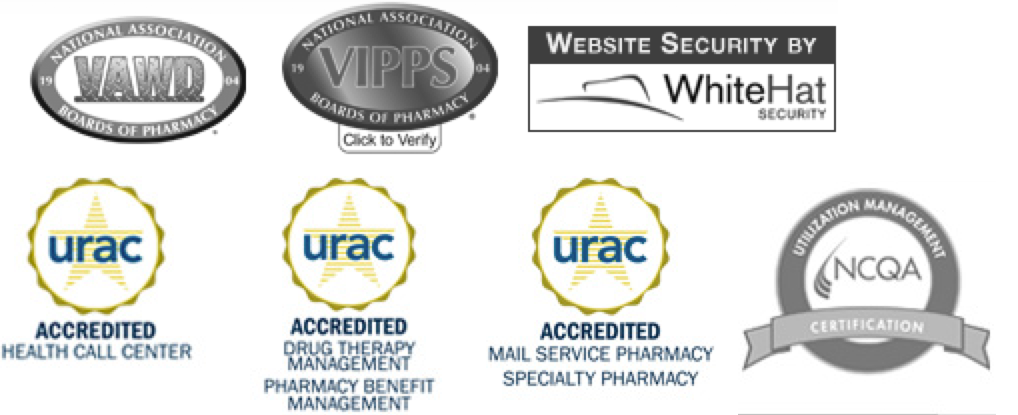 NATIONAL ASSOCIATION
VAWD
19 04
BOARDS OF PHARMACY
NATIONAL ASSOCIATION
VIPPS
19 04
BOARDS OF PHARMACY
Click to Verify
WEBSITE SECURITY BY
WhiteHat
SECURITY
urac
ACCREDITED
HEALTH CALL CENTER
urac
ACCREDITED
DRUG THERAPY
MANAGEMENT
PHARMACY BENEFIT
MANAGEMENT
urac
ACCREDITED
MAIL SERVICE PHARMACY
SPECIALTY PHARMACY
UTILIZATION MANAGEMENT
NCQA
CERTIFICATION